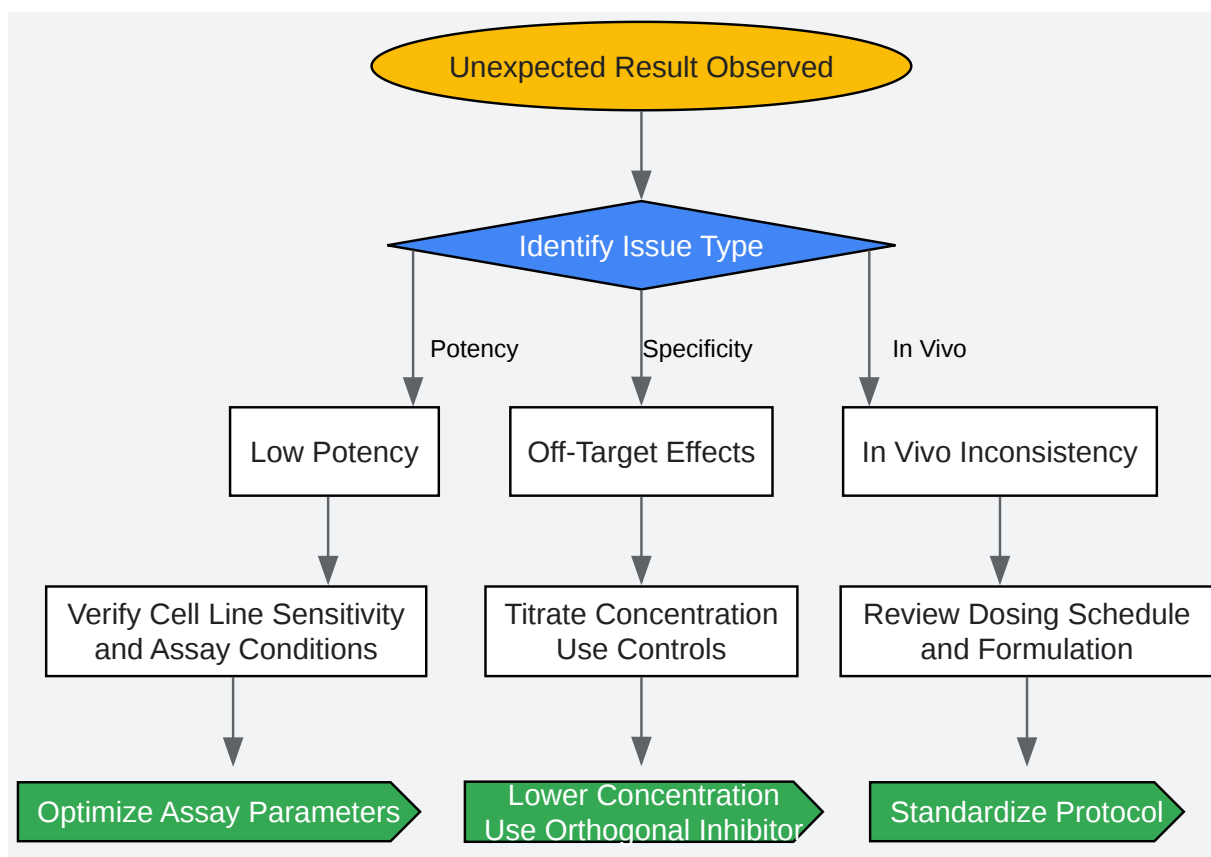 Unexpected Result Observed
Identify Issue Type
Potency
Specificity
In Vivo
Low Potency
Off-Target Effects
In Vivo Inconsistency
Verify Cell Line Sensitivity
and Assay Conditions
Titrate Concentration
Use Controls
Review Dosing Schedule
and Formulation
Optimize Assay Parameters
Lower Concentration
Use Orthogonal Inhibitor
Standardize Protocol